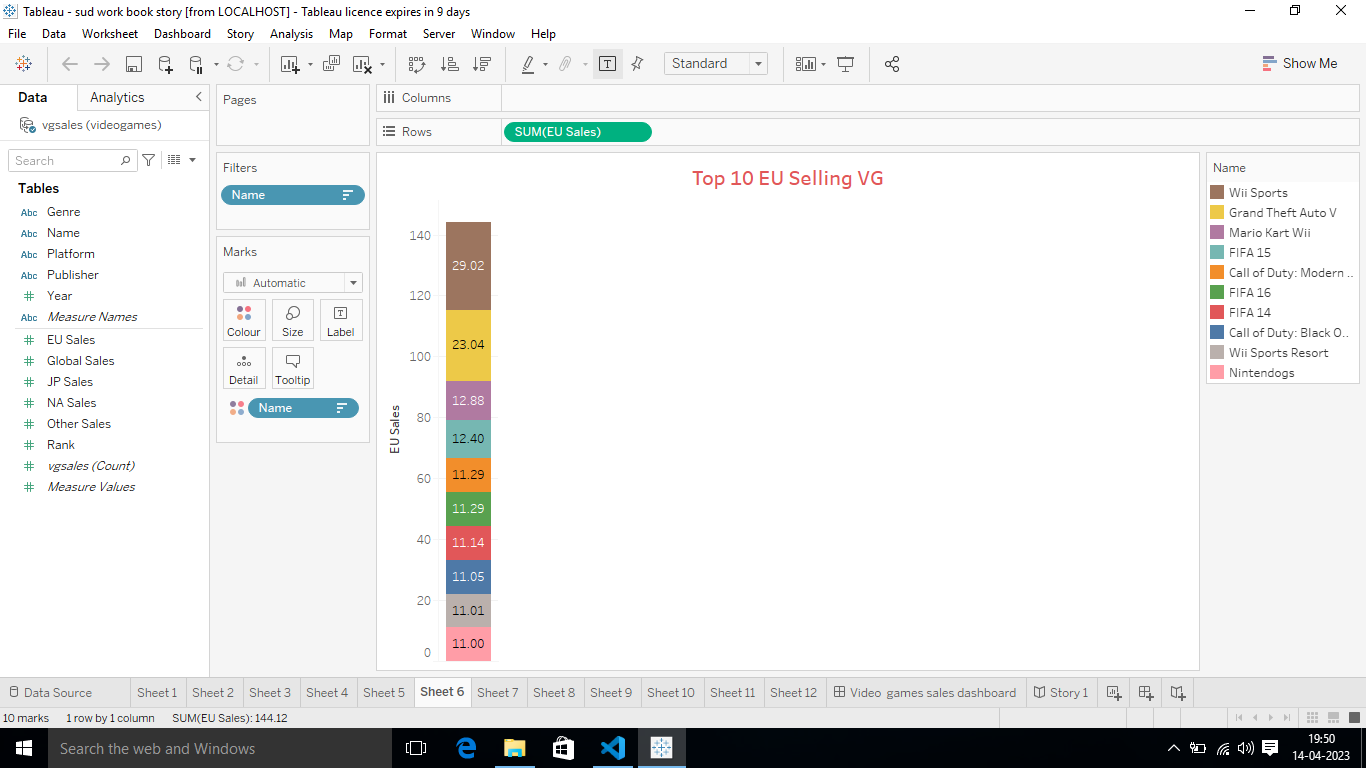 Tableau - sud work book story [from LOCALHOST] - Tableau licence expires in 9 days
File Data Worksheet Dashboard Story Analysis Map Format Server Window Help
Standard
Show Me
Data Analytics
vgsales (videogames)
Search
Tables
Abc Genre
Abc Name
Abc Platform
Abc Publisher
# Year
Abc Measure Names
# EU Sales
# Global Sales
# JP Sales
# NA Sales
# Other Sales
# Rank
# vgsales (Count)
# Measure Values
Pages
Filters
Name
Marks
Automatic
Colour Size Label
Detail Tooltip
Name
Columns
Rows SUM(EU Sales)
Top 10 EU Selling VG
EU Sales
140
120
100
80
60
40
20
0
29.02
23.04
12.88
12.40
11.29
11.29
11.14
11.05
11.01
11.00
Name
Wii Sports
Grand Theft Auto V
Mario Kart Wii
FIFA 15
Call of Duty: Modern ..
FIFA 16
FIFA 14
Call of Duty: Black O..
Wii Sports Resort
Nintendogs
Data Source Sheet 1 Sheet 2 Sheet 3 Sheet 4 Sheet 5 Sheet 6 Sheet 7 Sheet 8 Sheet 9 Sheet 10 Sheet 11 Sheet 12 Video games sales dashboard Story 1
10 marks 1 row by 1 column SUM(EU Sales): 144.12
Search the web and Windows
19:50
14-04-2023